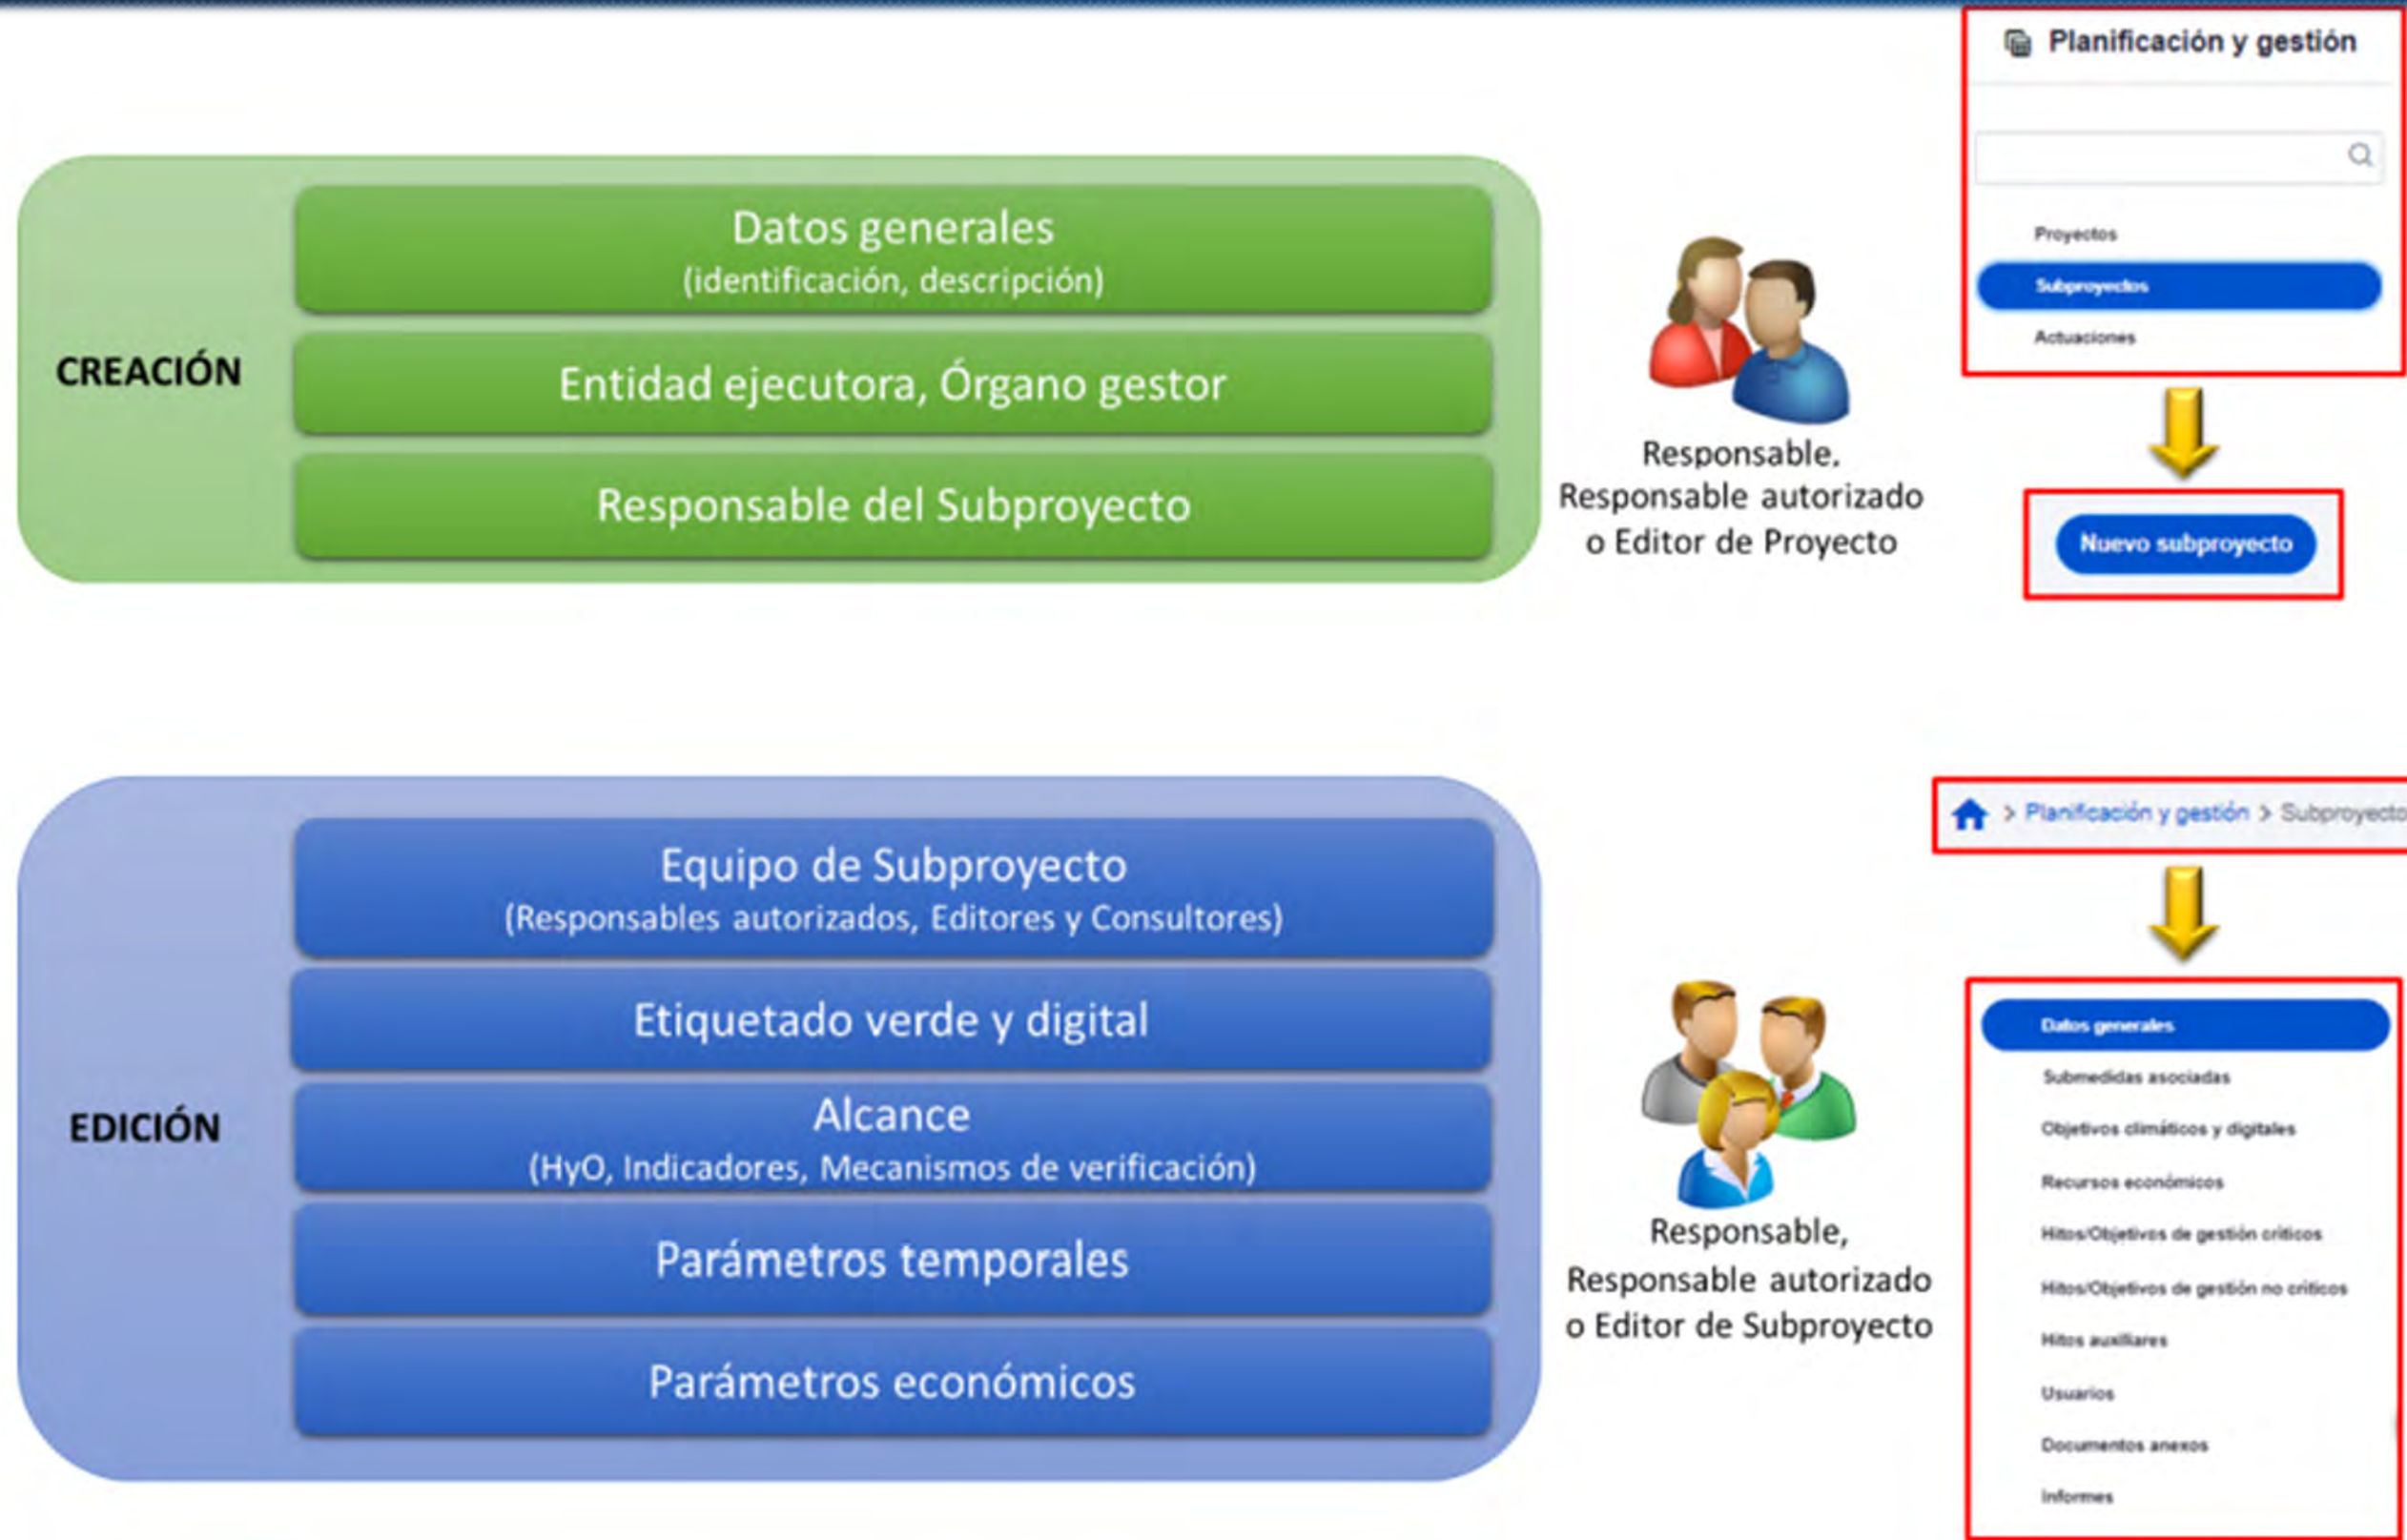 Planificación y gestión
Proyectos
Subproyectos
Actuaciones
Nuevo subproyecto
CREACIÓN
Datos generales
(identificación, descripción)
Entidad ejecutora, Órgano gestor
Responsable del Subproyecto
Responsable,
Responsable autorizado
o Editor de Proyecto
EDICIÓN
Equipo de Subproyecto
(Responsables autorizados, Editores y Consultores)
Etiquetado verde y digital
Alcance
(HyO, Indicadores, Mecanismos de verificación)
Parámetros temporales
Parámetros económicos
Responsable,
Responsable autorizado
o Editor de Subproyecto
> Planificación y gestión > Subproyecto
Datos generales
Submedidas asociadas
Objetivos climáticos y digitales
Recursos económicos
Hitos/Objetivos de gestión críticos
Hitos/Objetivos de gestión no críticos
Hitos auxiliares
Usuarios
Documentos anexos
Informes